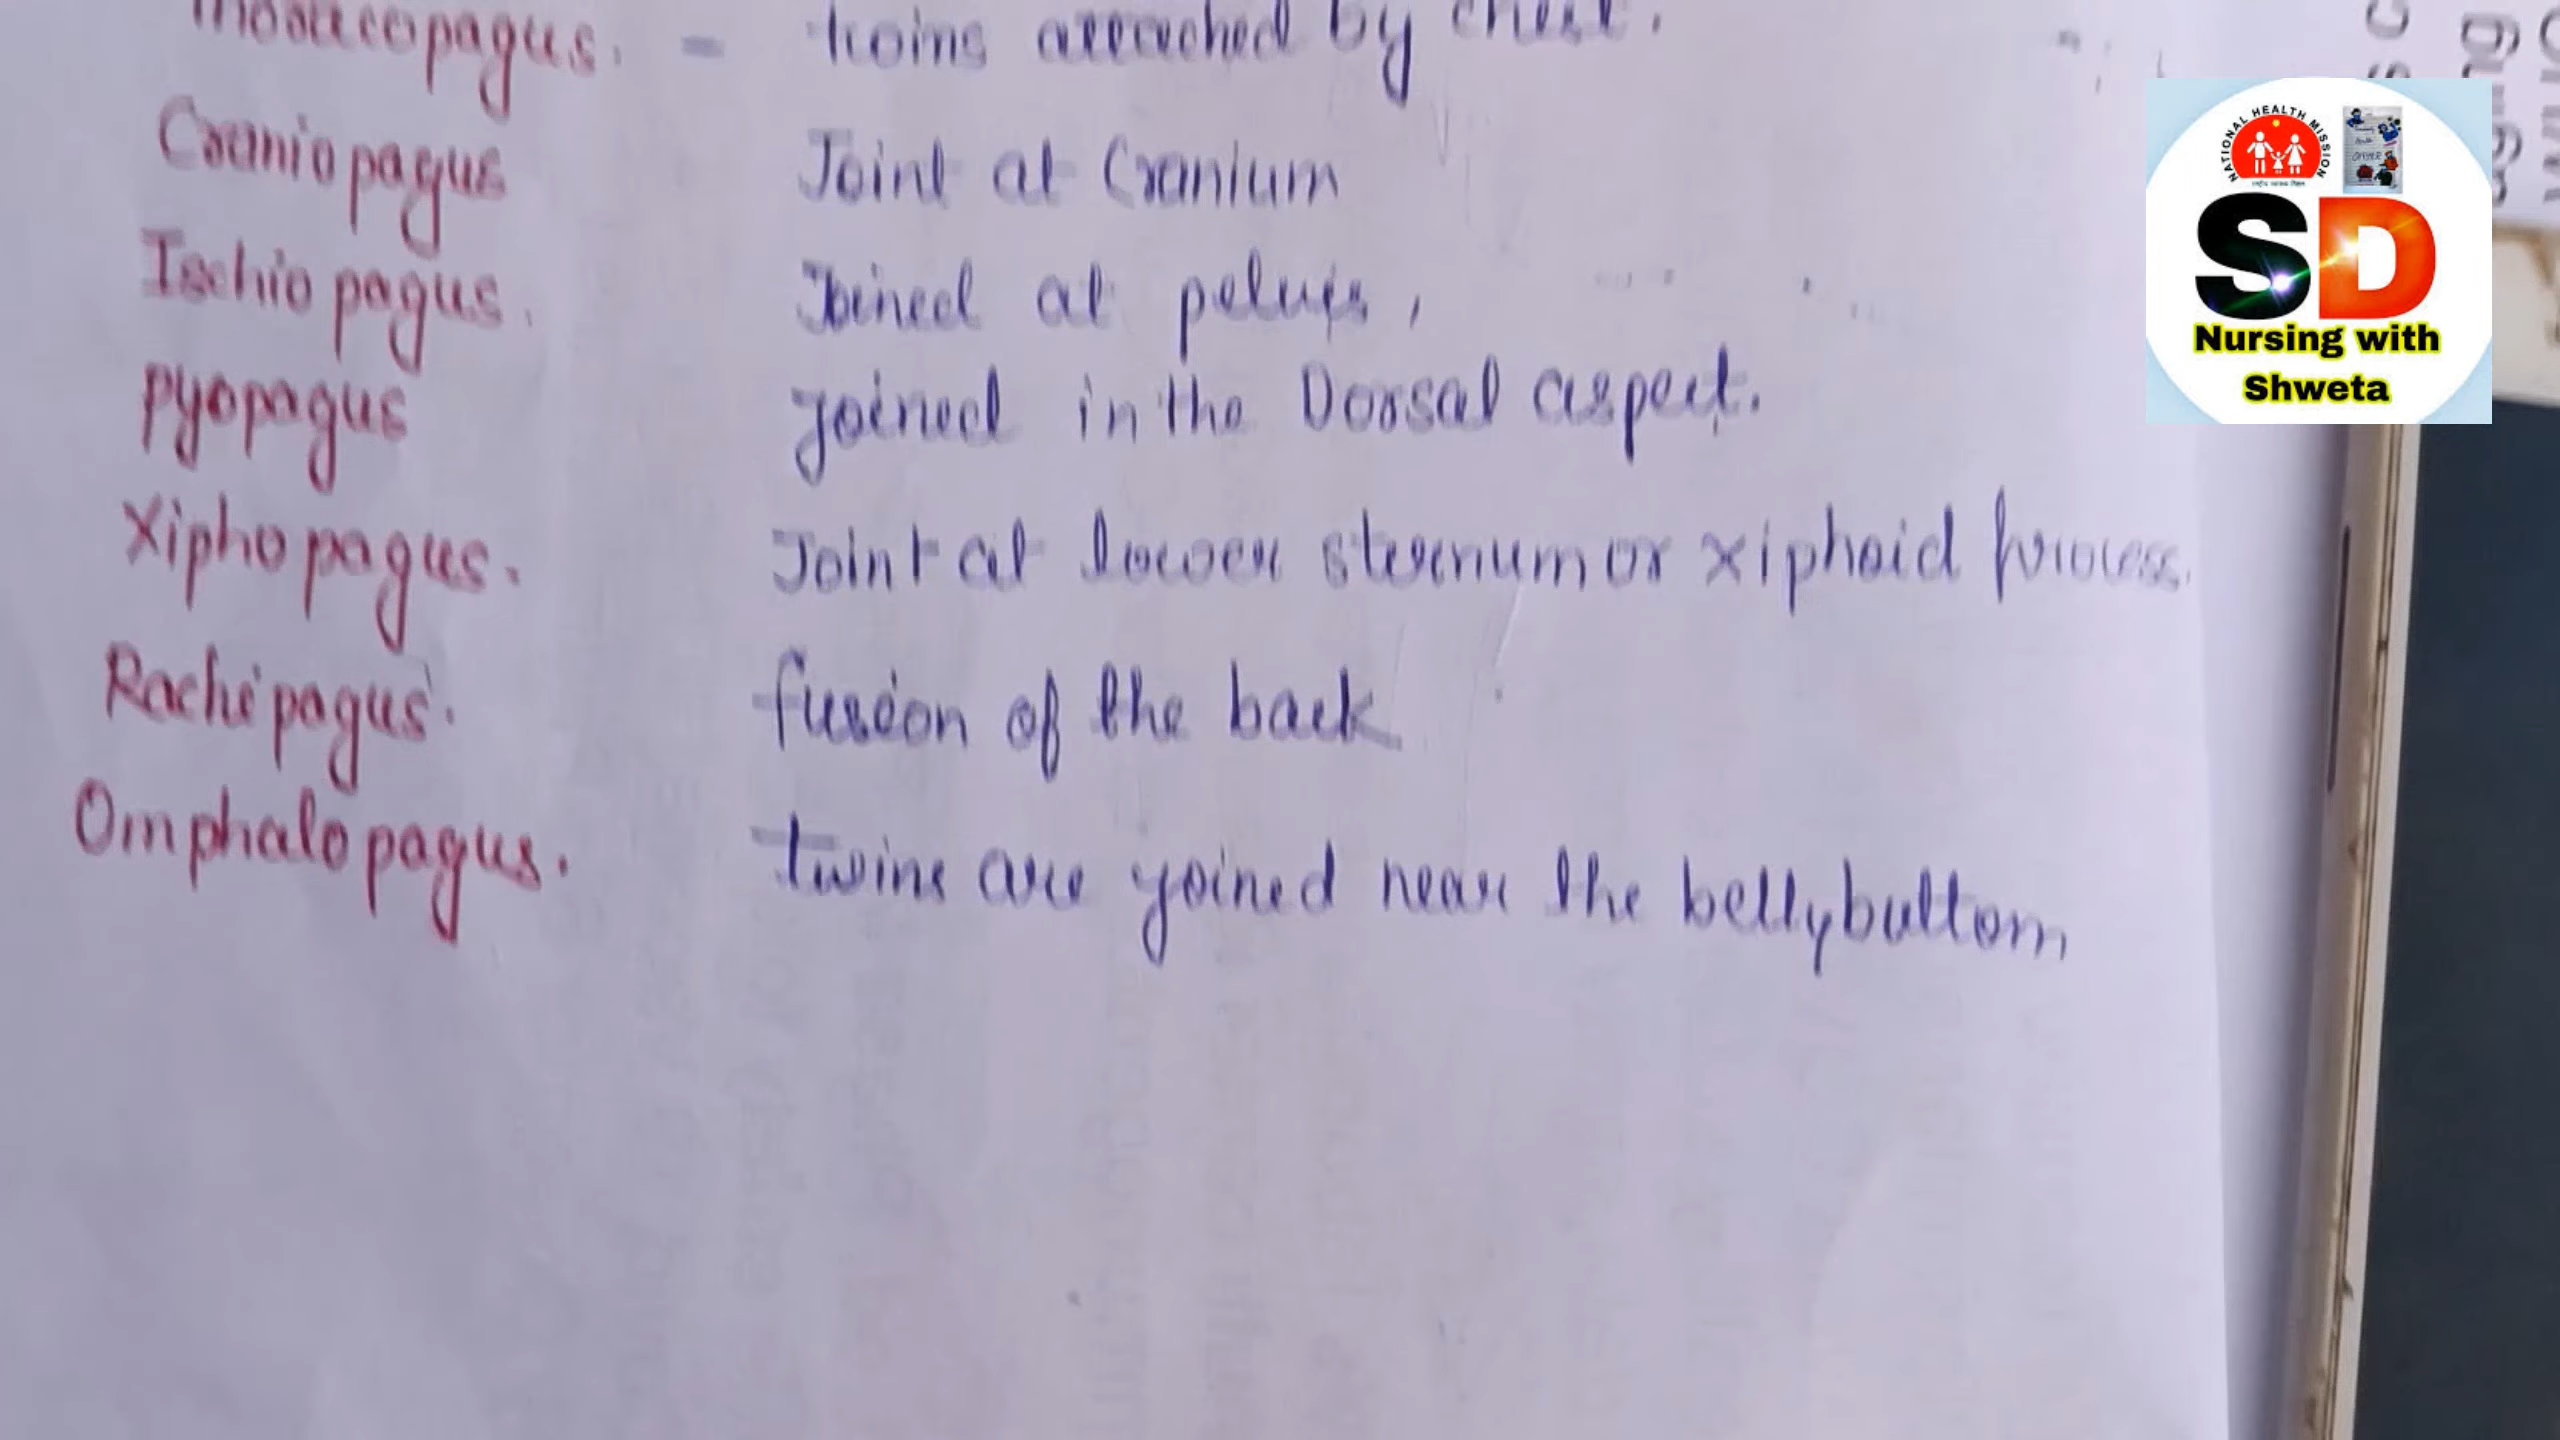 Thoracopagus. - twins attached by chest.
Craniopagus Joint at Cranium
Ischiopagus. Joined at pelvis,
pyopagus joined in the Dorsal aspect.
Xiphopagus. Joint at lower sternum or xiphoid process.
Rachipagus. fusion of the back
Omphalopagus. twins are joined near the bellybutton,
NATIONAL HEALTH MISSION
SD
Nursing with
Shweta